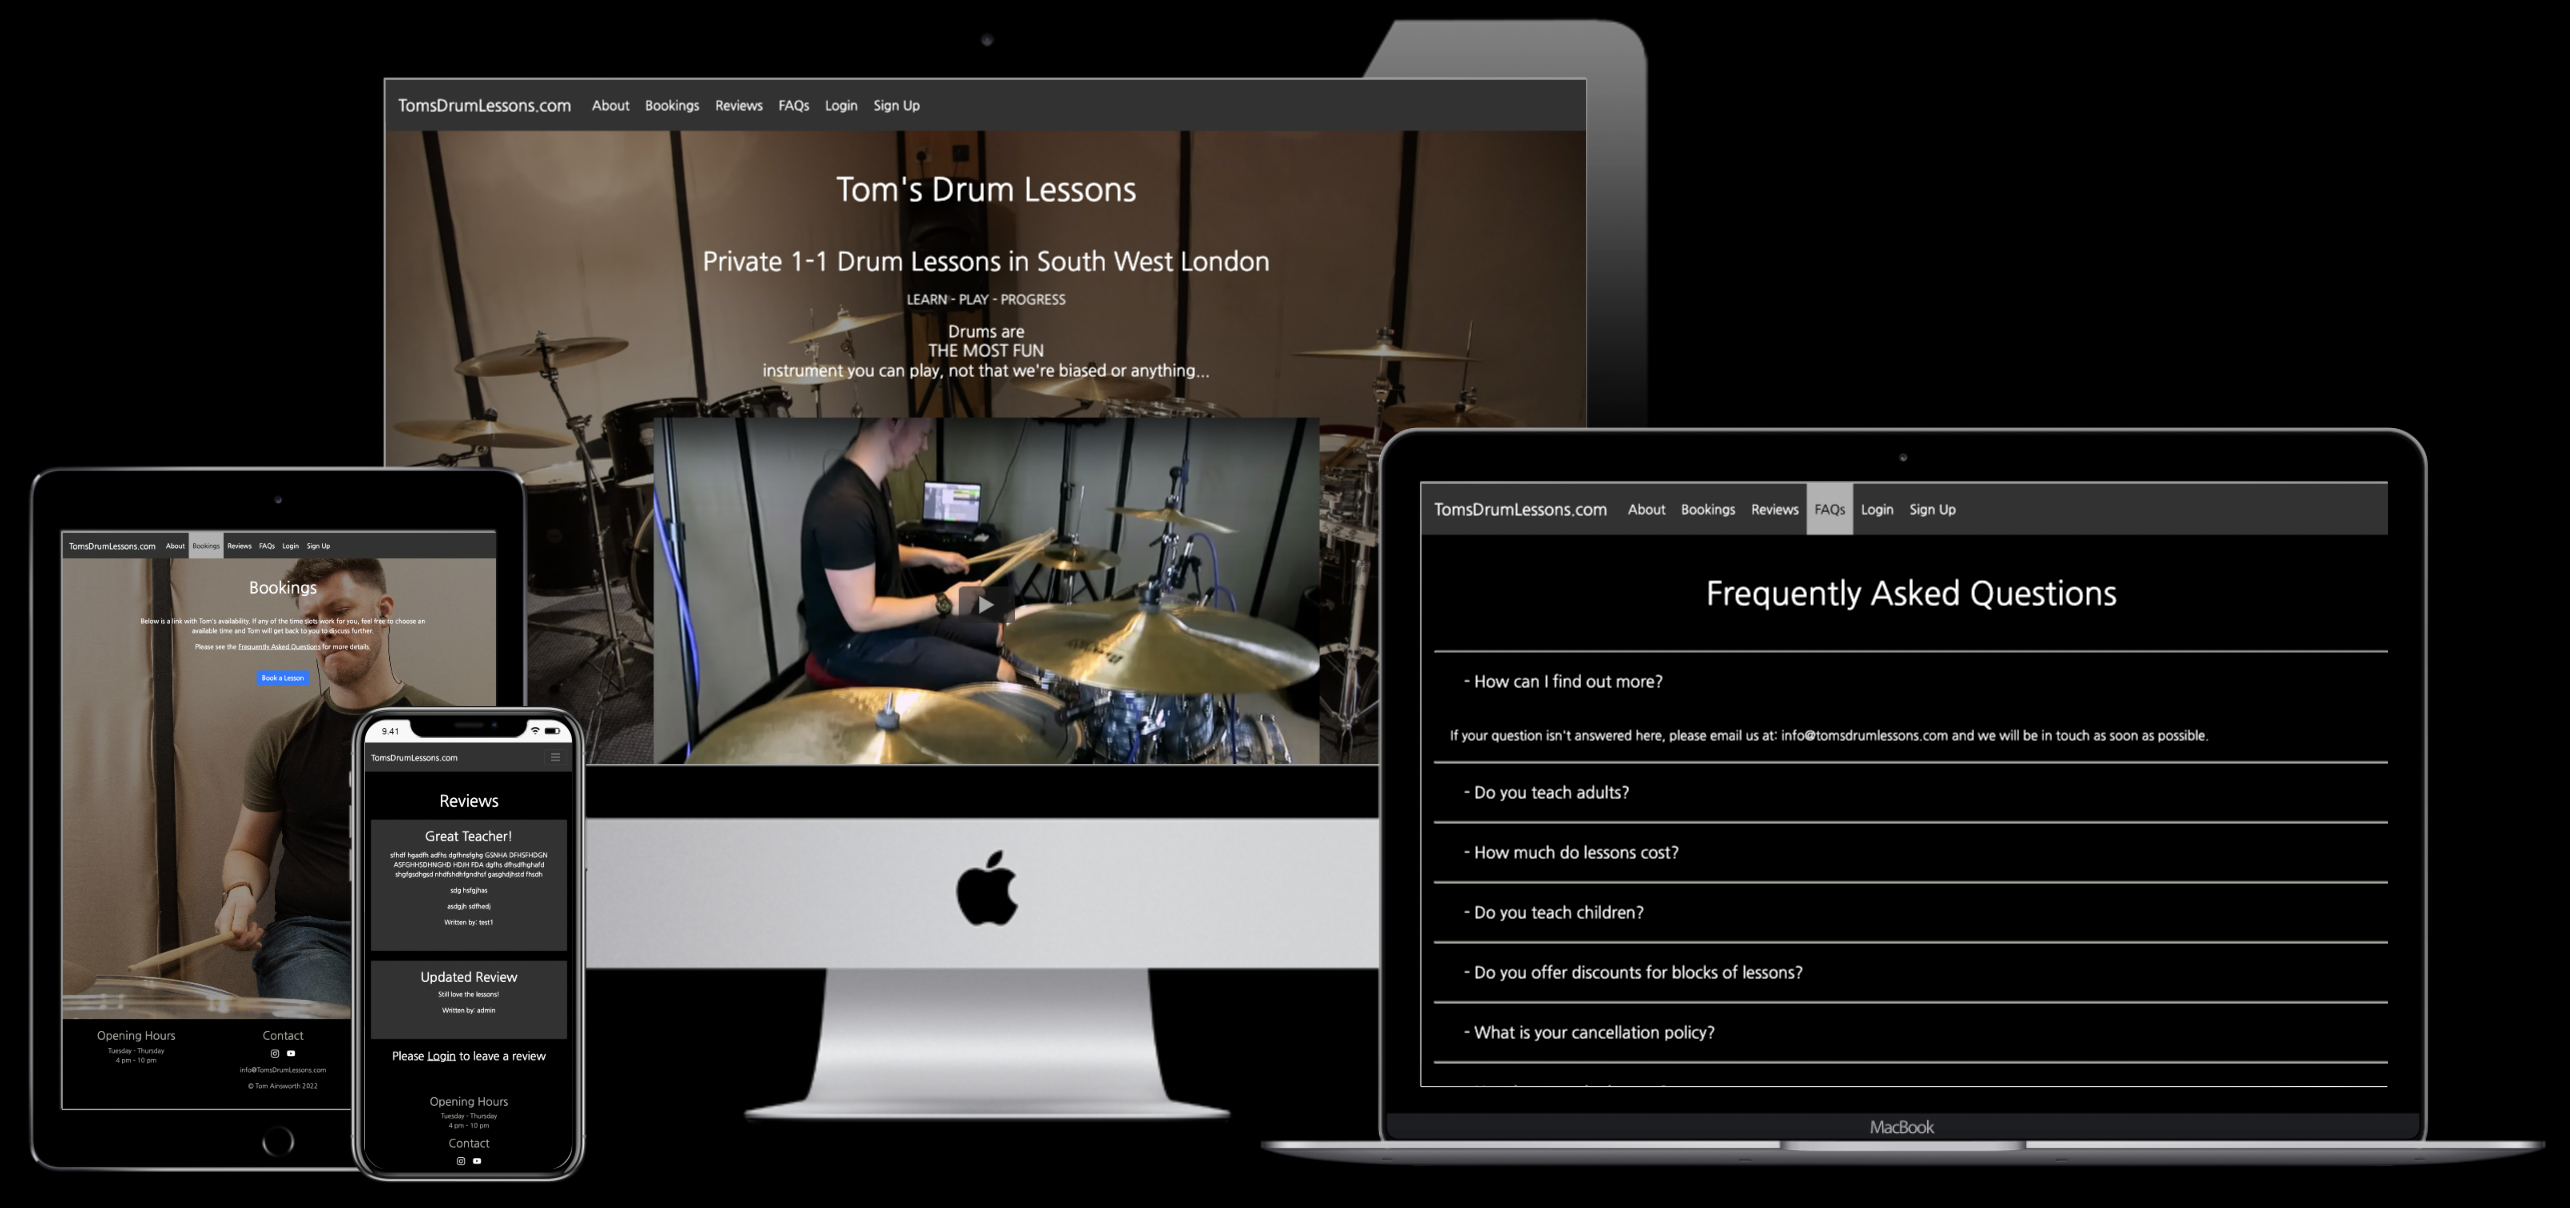 TomsDrumLessons.com About Bookings Reviews FAQs Login Sign Up
Tom's Drum Lessons
Private 1-1 Drum Lessons in South West London
LEARN - PLAY - PROGRESS
Drums are
THE MOST FUN
instrument you can play, not that we're biased or anything...
TomsDrumLessons.com About Bookings Reviews FAQs Login Sign Up
Bookings
Below is a link with Tom's availability. If any of the time slots work for you, feel free to choose an
available time and Tom will get back to you to discuss further.
Please see the Frequently Asked Questions for more details.
Book a Lesson
Opening Hours
Tuesday - Thursday
4 pm - 10 pm
Contact
info@TomsDrumLessons.com
© Tom Ainsworth 2022
9.41
TomsDrumLessons.com
Reviews
Great Teacher!
sfhdf hgadfh adfhs dgfhnsfghg GSNHA DFHSFHDGN
ASFGHHSDHNGHD HDJH FDA dgfhs dfhsdfhghafd
shgfgsdhgsd nhdfshdhfgndhsf gasghdjhstd fhsdh
sdg hsfgjhas
asdgjh sdfhedj
Written by: test1
Updated Review
Still love the lessons!
Written by: admin
Please Login to leave a review
Opening Hours
Tuesday - Thursday
4 pm - 10 pm
Contact
TomsDrumLessons.com About Bookings Reviews FAQs Login Sign Up
Frequently Asked Questions
- How can I find out more?
If your question isn't answered here, please email us at: info@tomsdrumlessons.com and we will be in touch as soon as possible.
- Do you teach adults?
- How much do lessons cost?
- Do you teach children?
- Do you offer discounts for blocks of lessons?
- What is your cancellation policy?
MacBook